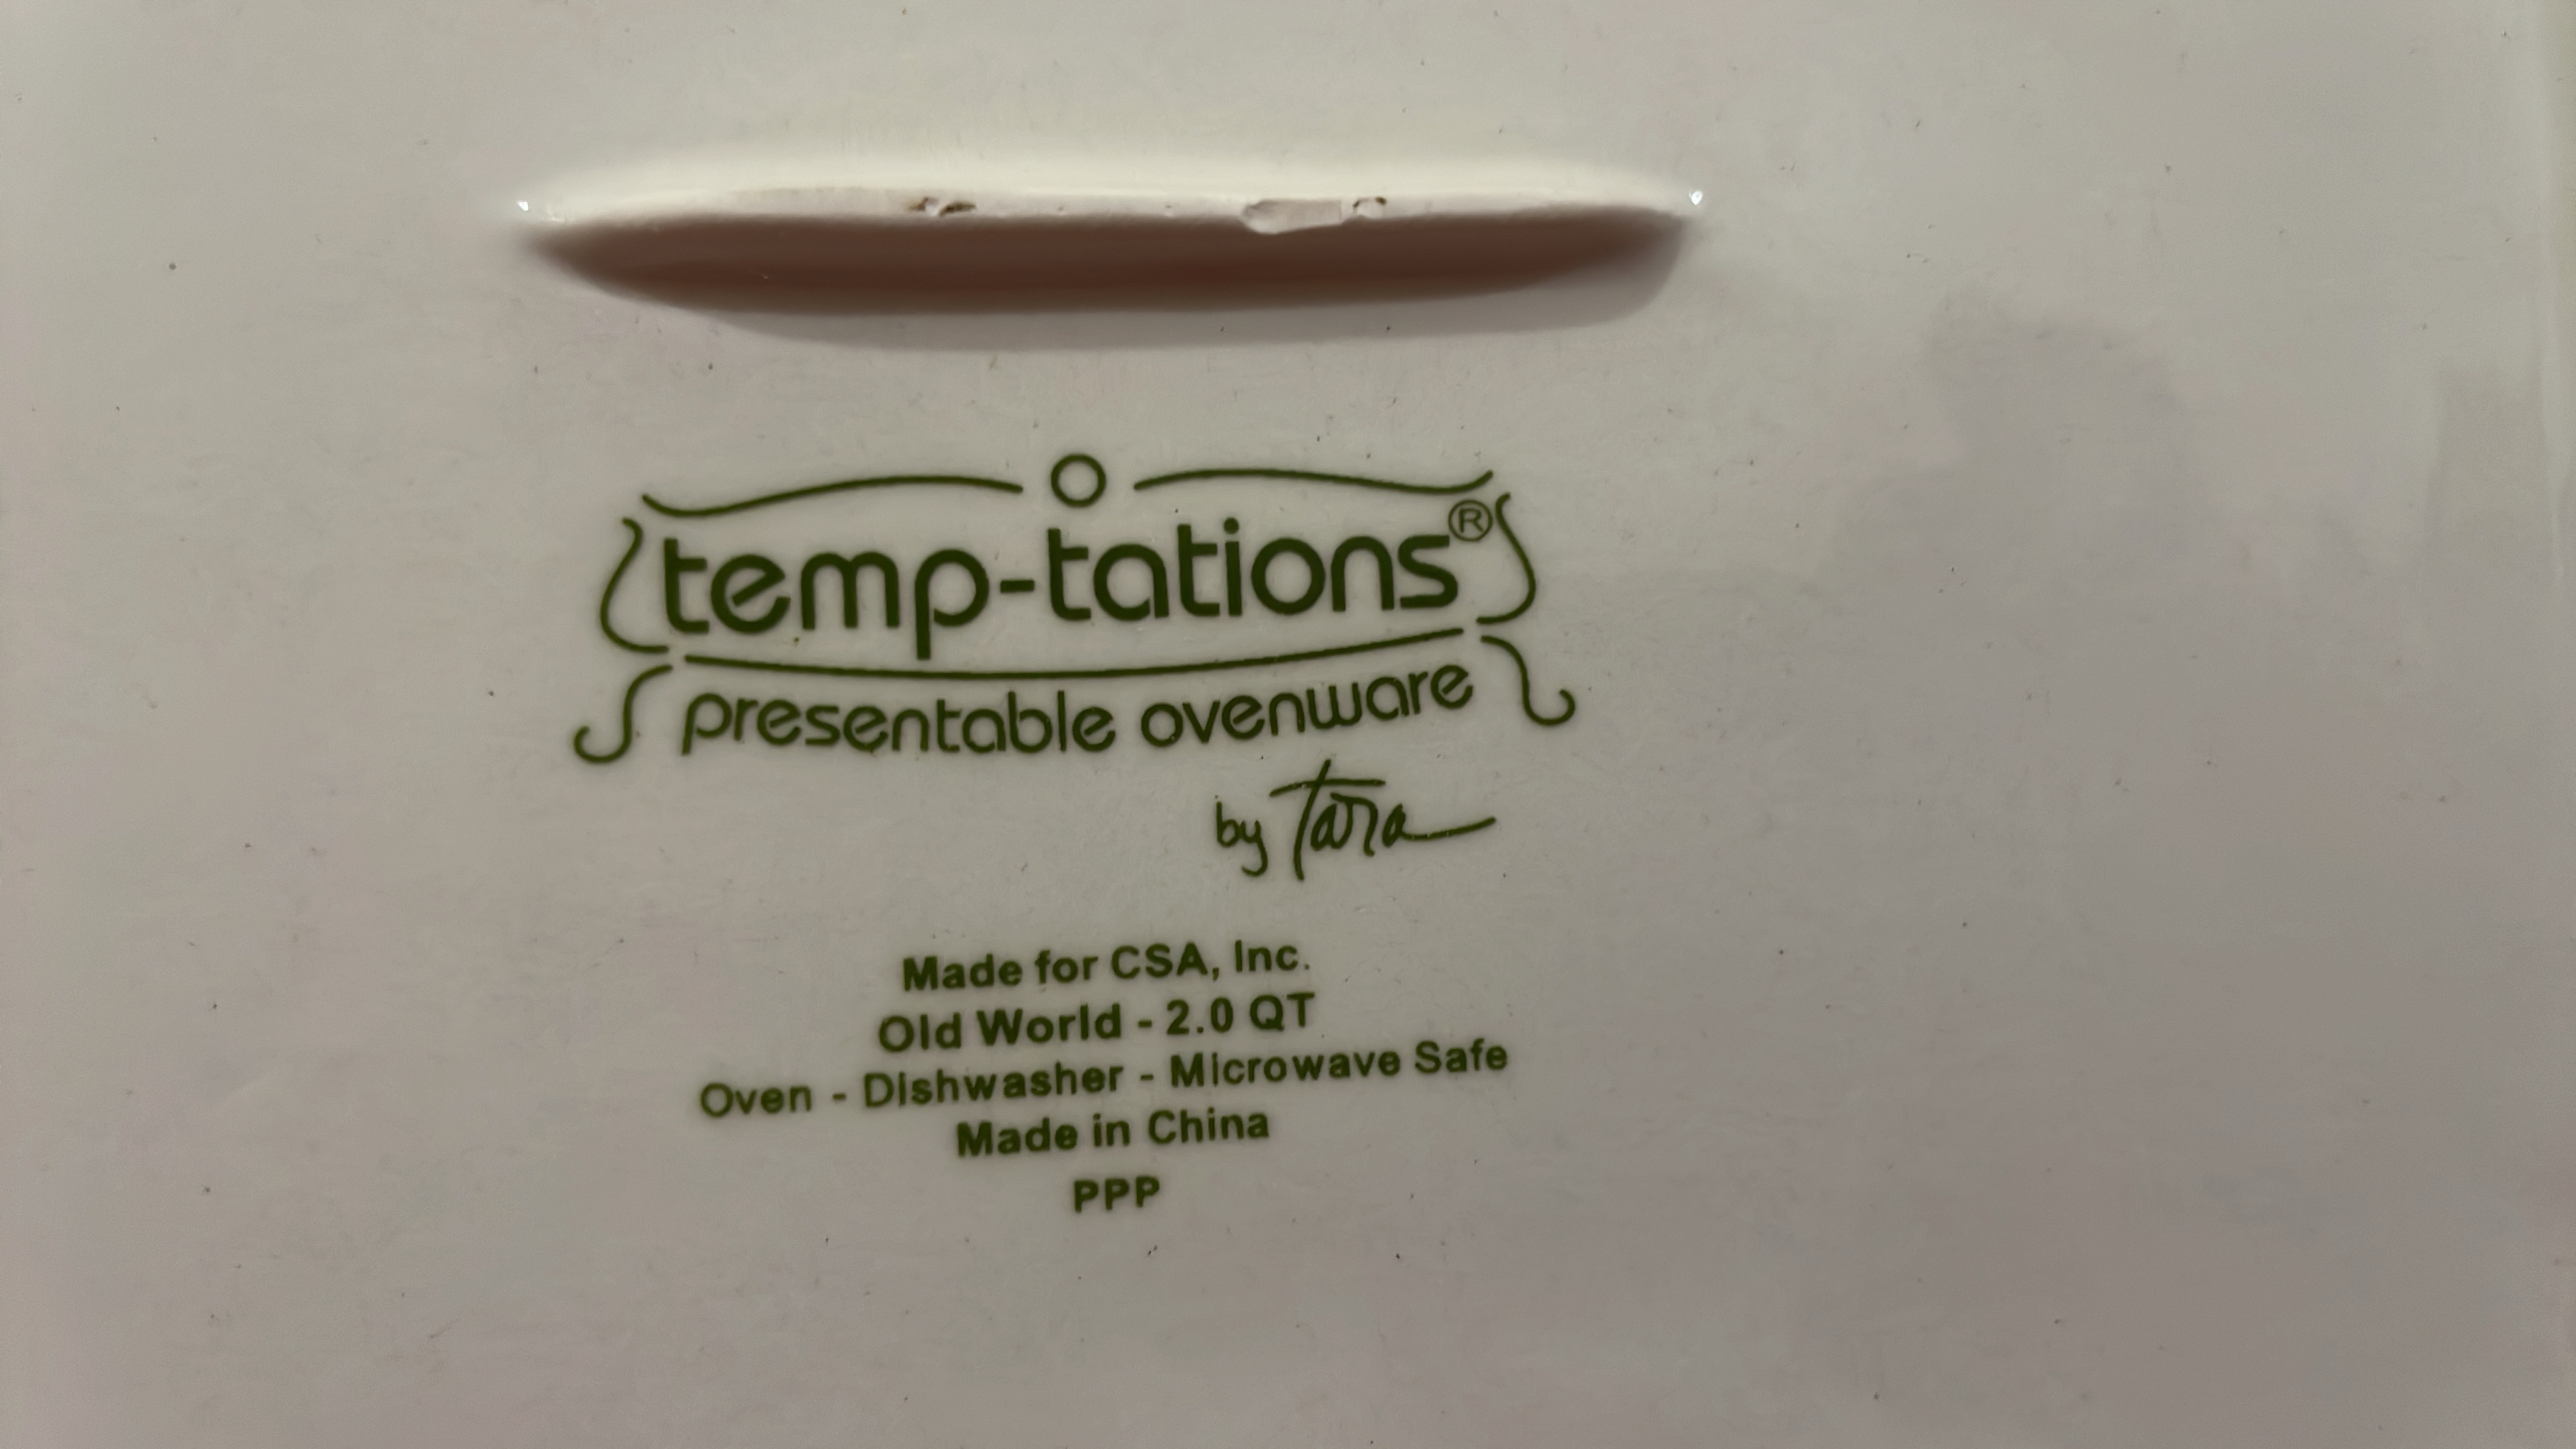 temp-tations®
presentable ovenware
by Tara
Made for CSA, Inc.
Old World - 2.0 QT
Oven - Dishwasher - Microwave Safe
Made in China
PPP